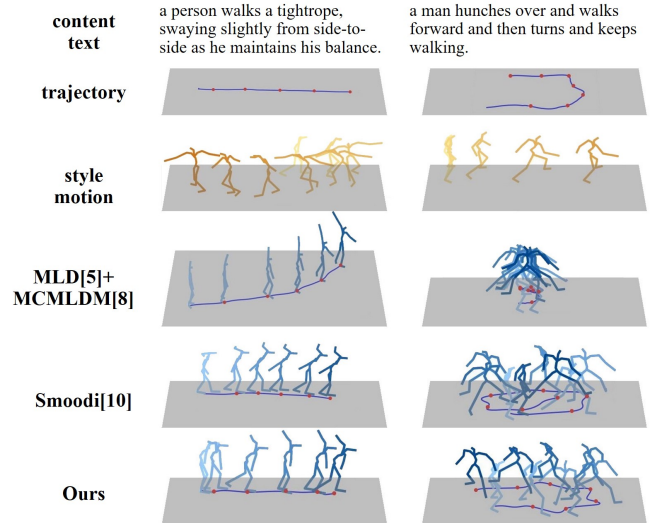 content
text
a person walks a tightrope,
swaying slightly from side-to-
side as he maintains his balance.
a man hunches over and walks
forward and then turns and keeps
walking.
trajectory
style
motion
MLD[5]+
MCMLDM[8]
Smoodi[10]
Ours